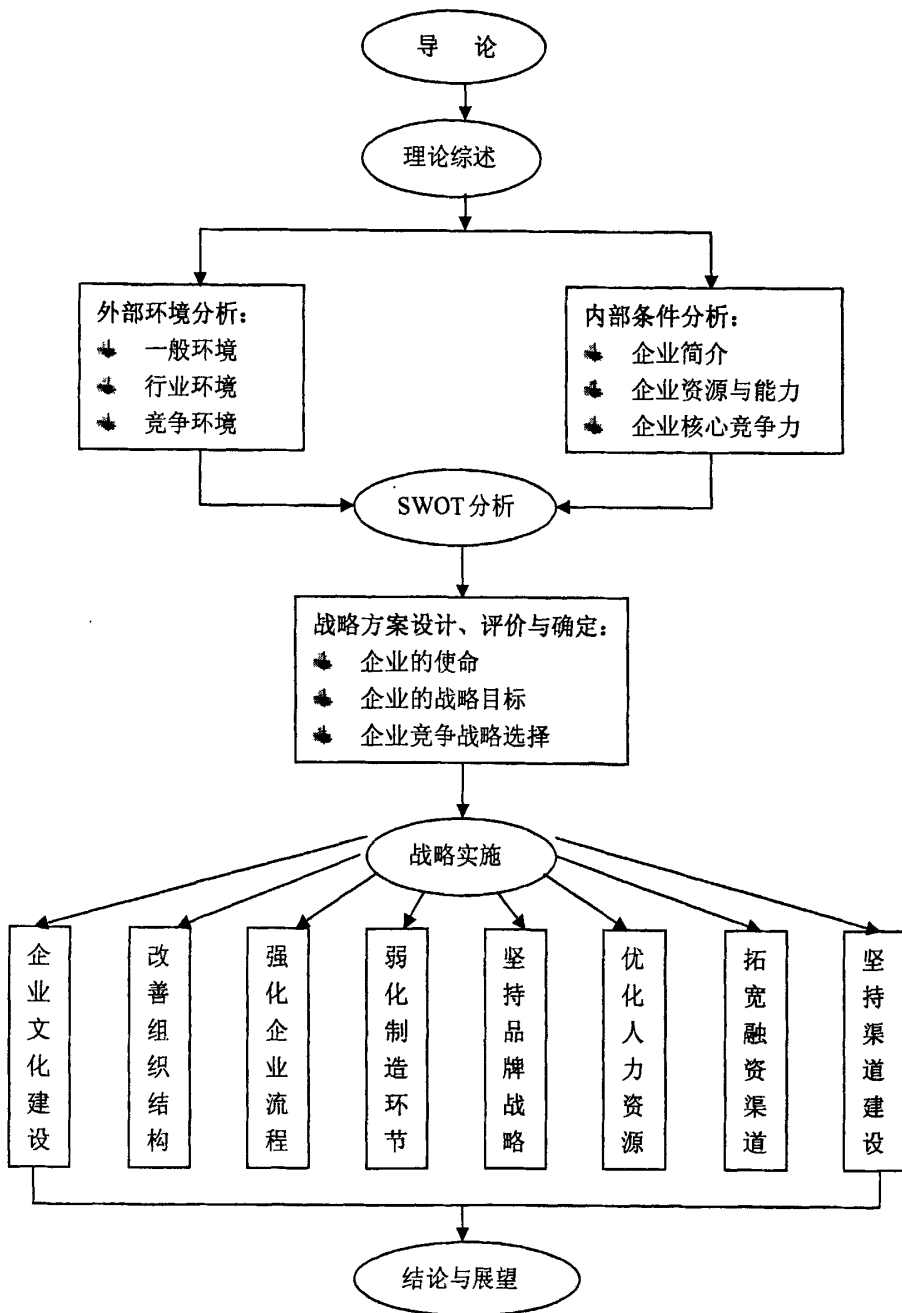 导 论
理论综述
外部环境分析：
一般环境
行业环境
竞争环境
内部条件分析：
企业简介
企业资源与能力
企业核心竞争力
SWOT 分析
战略方案设计、评价与确定：
企业的使命
企业的战略目标
企业竞争战略选择
战略实施
企业文化建设
改善组织结构
强化企业流程
弱化制造环节
坚持品牌战略
优化人力资源
拓宽融资渠道
坚持渠道建设
结论与展望